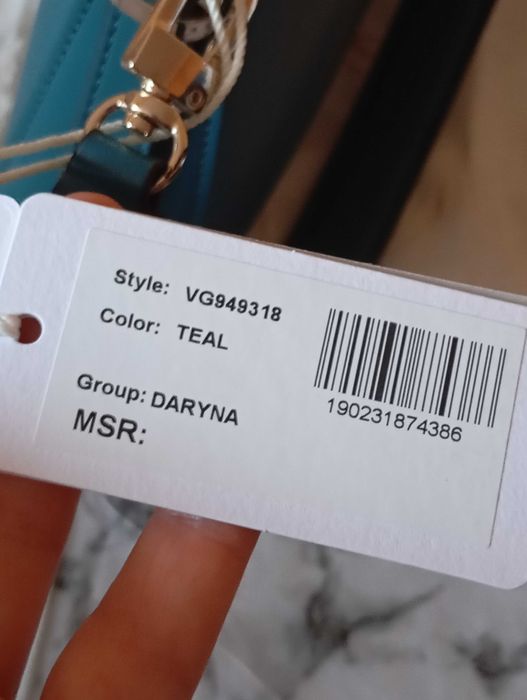 Style: VG949318
Color: TEAL
Group: DARYNA
MSR:
190231874386